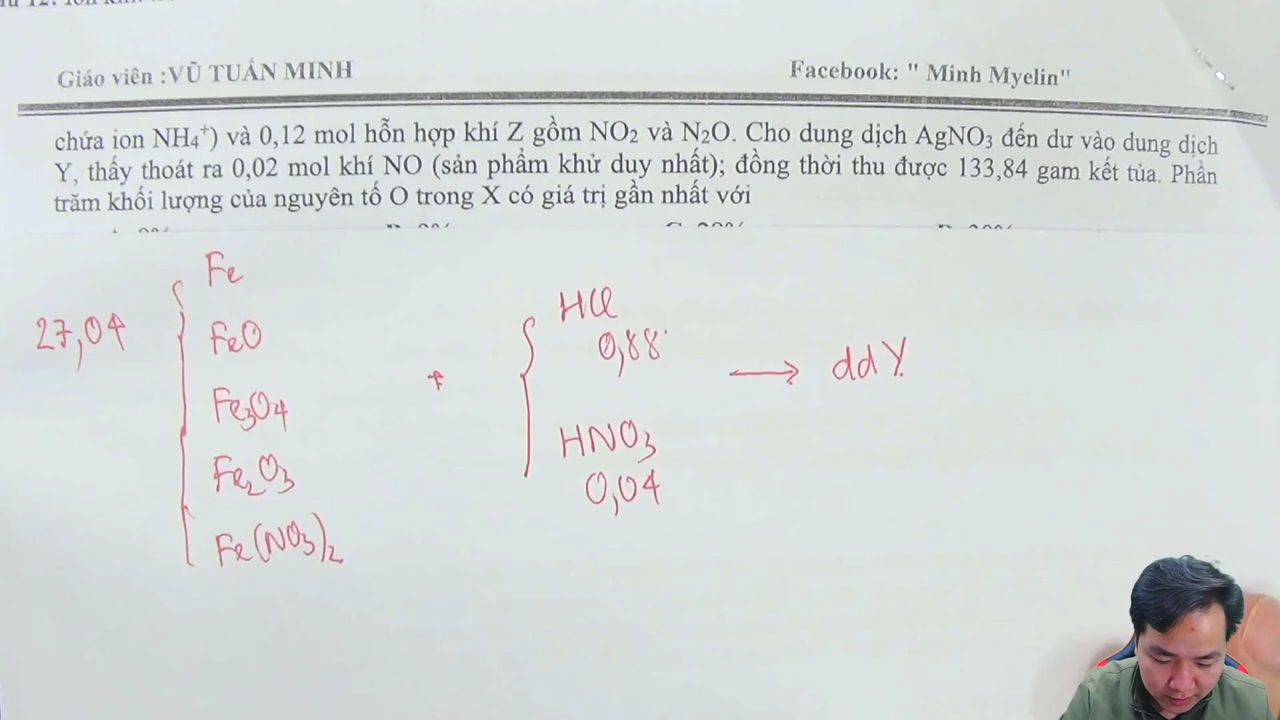 Giáo viên :VŨ TUẤN MINH
Facebook: " Minh Myelin"
chứa ion NH₄⁺) và 0,12 mol hỗn hợp khí Z gồm NO₂ và N₂O. Cho dung dịch AgNO₃ đến dư vào dung dịch
Y, thấy thoát ra 0,02 mol khí NO (sản phẩm khử duy nhất); đồng thời thu được 133,84 gam kết tủa. Phần
trăm khối lượng của nguyên tố O trong X có giá trị gần nhất với
27,04
Fe
FeO
Fe₃O₄
Fe₂O₃
Fe(NO₃)₂
+
HCl
0,88
HNO₃
0,04
→ ddY